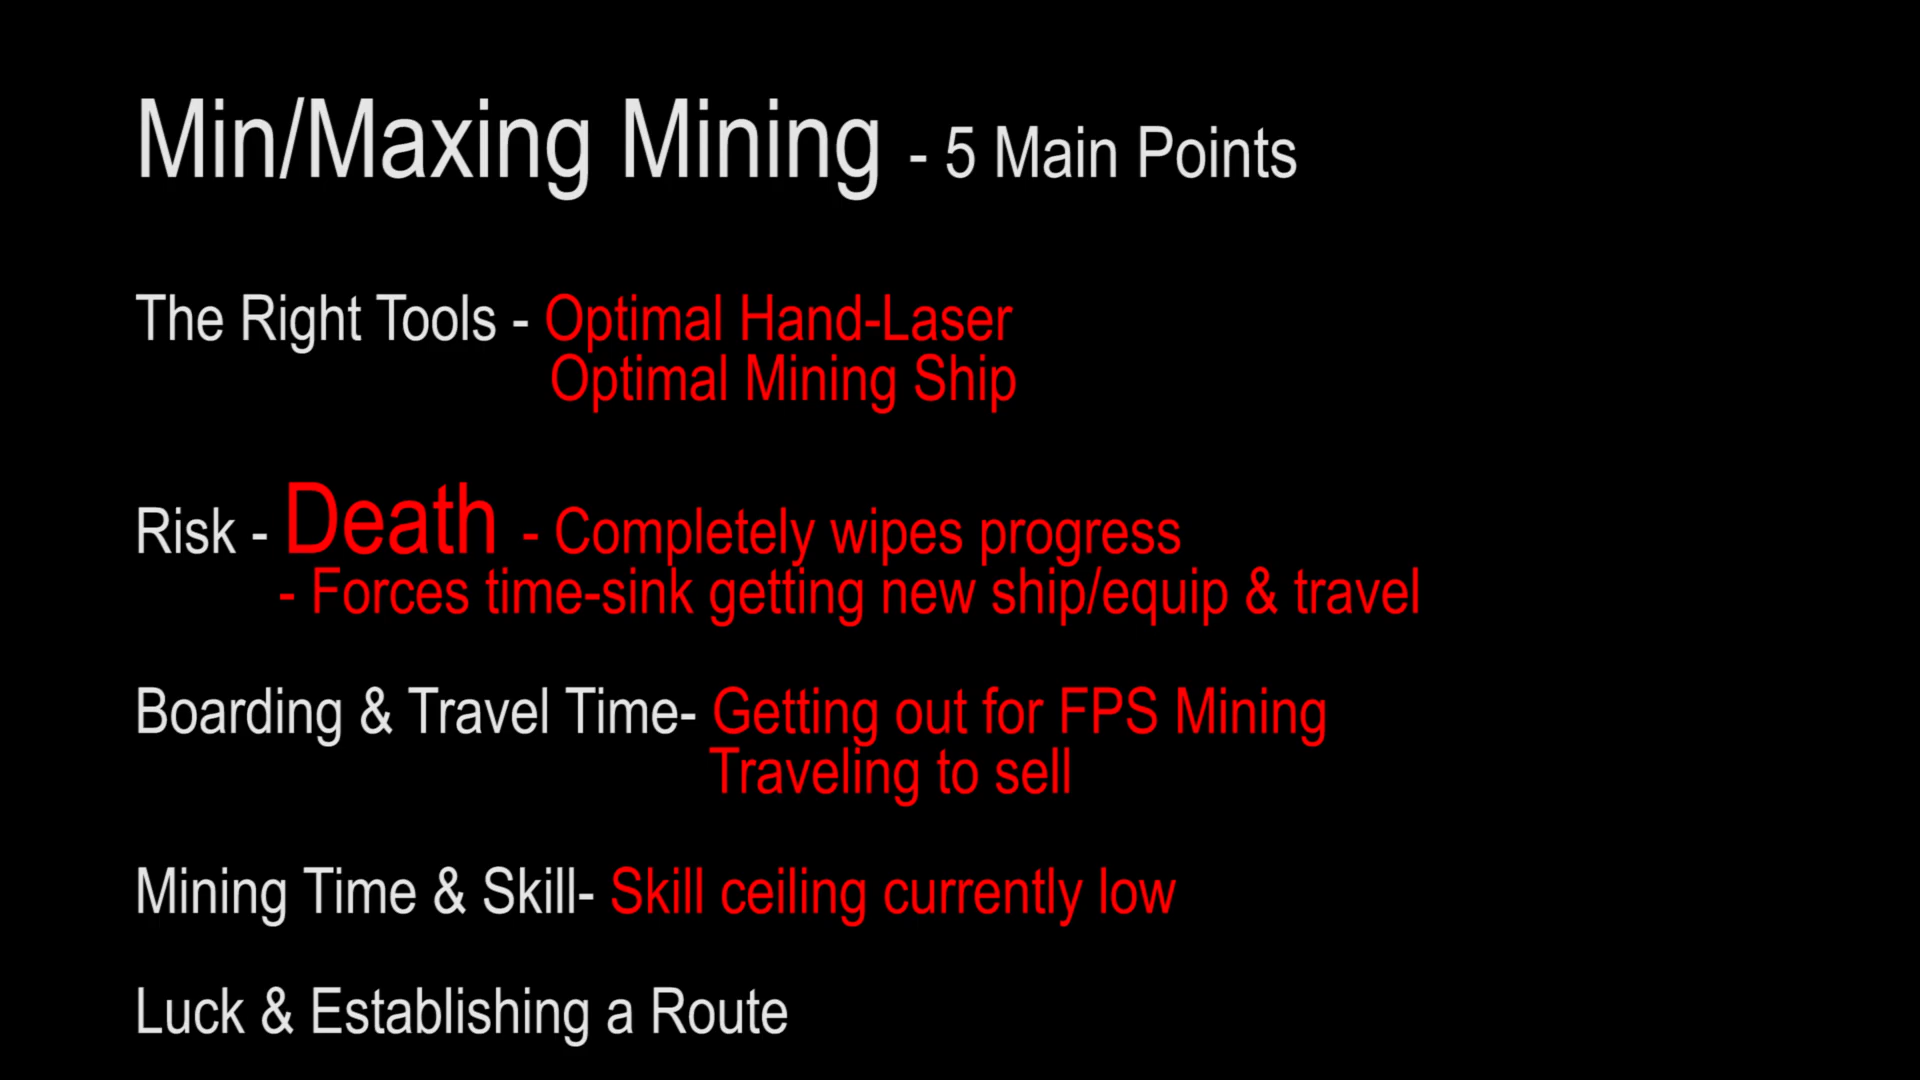 Min/Maxing Mining - 5 Main Points
The Right Tools - Optimal Hand-Laser
Optimal Mining Ship
Risk - Death - Completely wipes progress
- Forces time-sink getting new ship/equip & travel
Boarding & Travel Time- Getting out for FPS Mining
Traveling to sell
Mining Time & Skill- Skill ceiling currently low
Luck & Establishing a Route